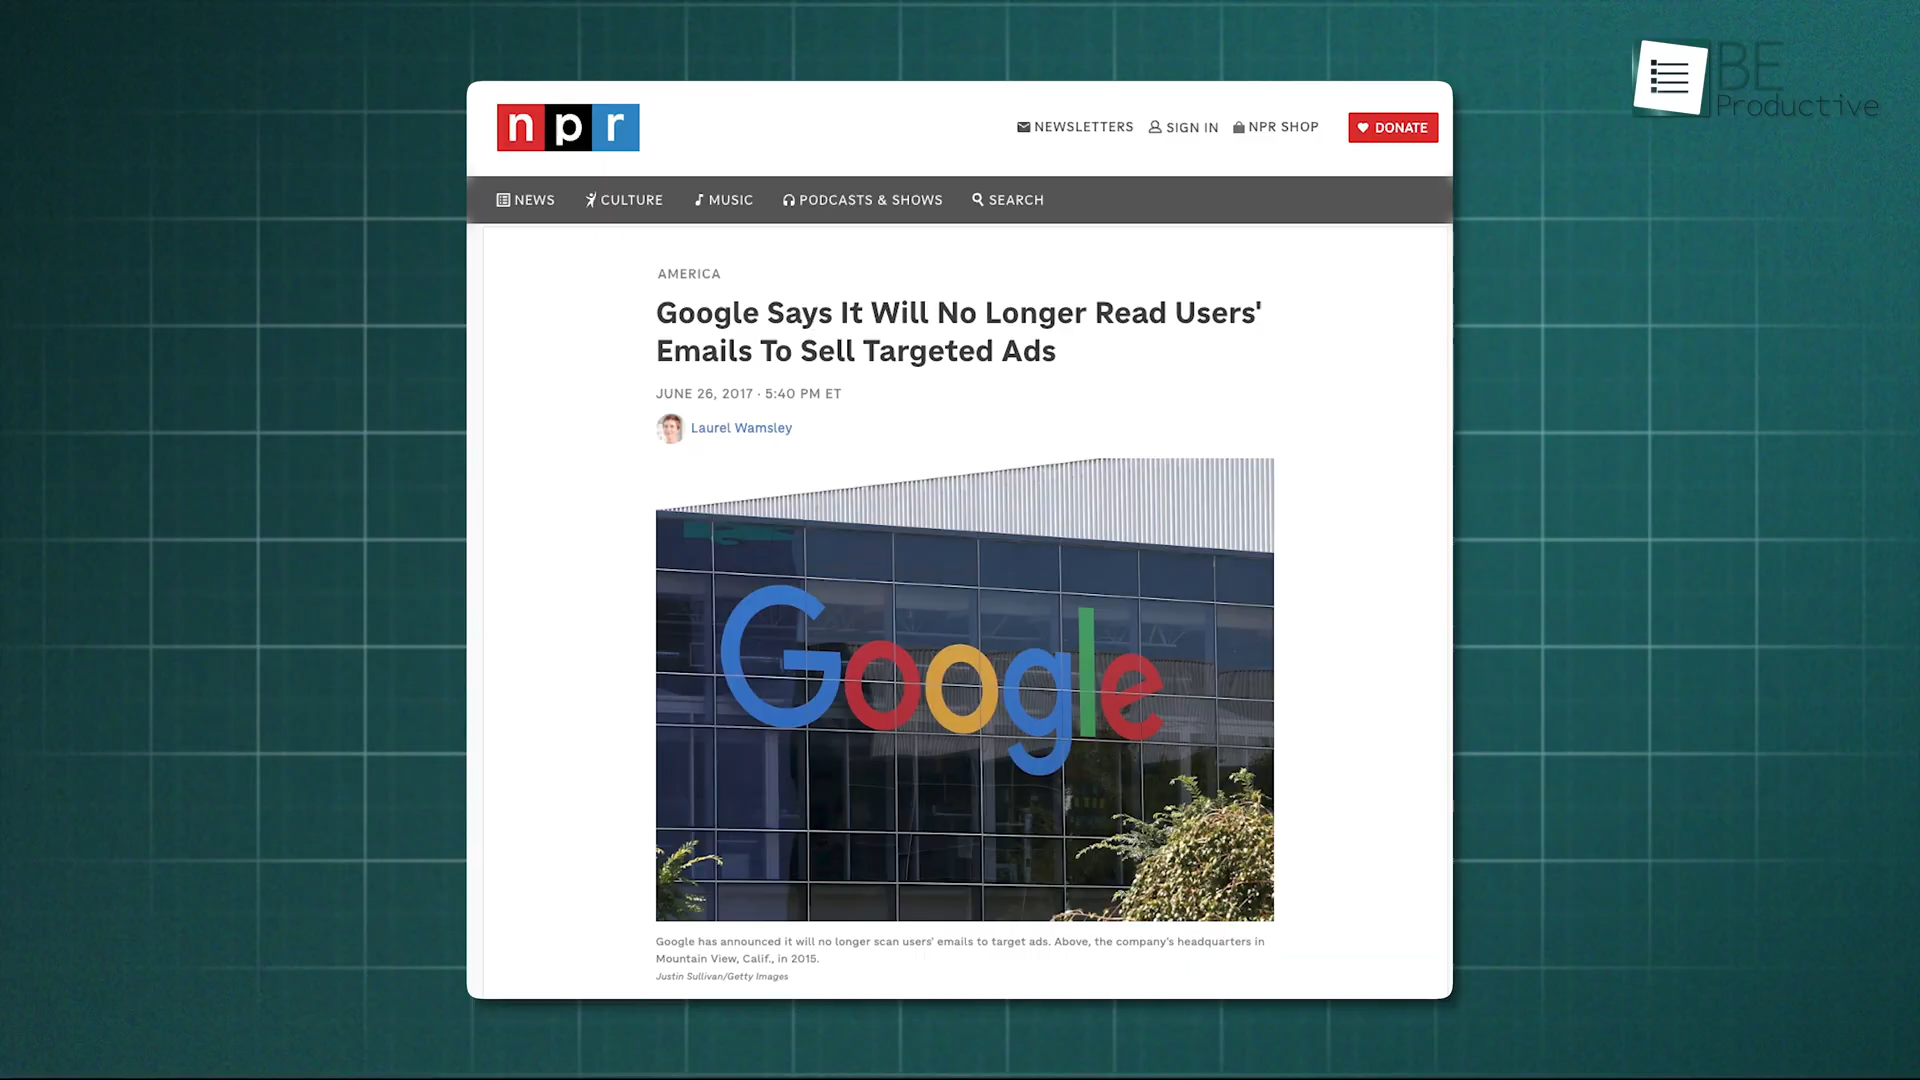 BE
Productive
npr
NEWSLETTERS
SIGN IN
NPR SHOP
DONATE
NEWS
CULTURE
MUSIC
PODCASTS & SHOWS
SEARCH
AMERICA
Google Says It Will No Longer Read Users'
Emails To Sell Targeted Ads
JUNE 26, 2017 · 5:40 PM ET
Laurel Wamsley
Google
Google has announced it will no longer scan users' emails to target ads. Above, the company's headquarters in
Mountain View, Calif., in 2015.
Justin Sullivan/Getty Images